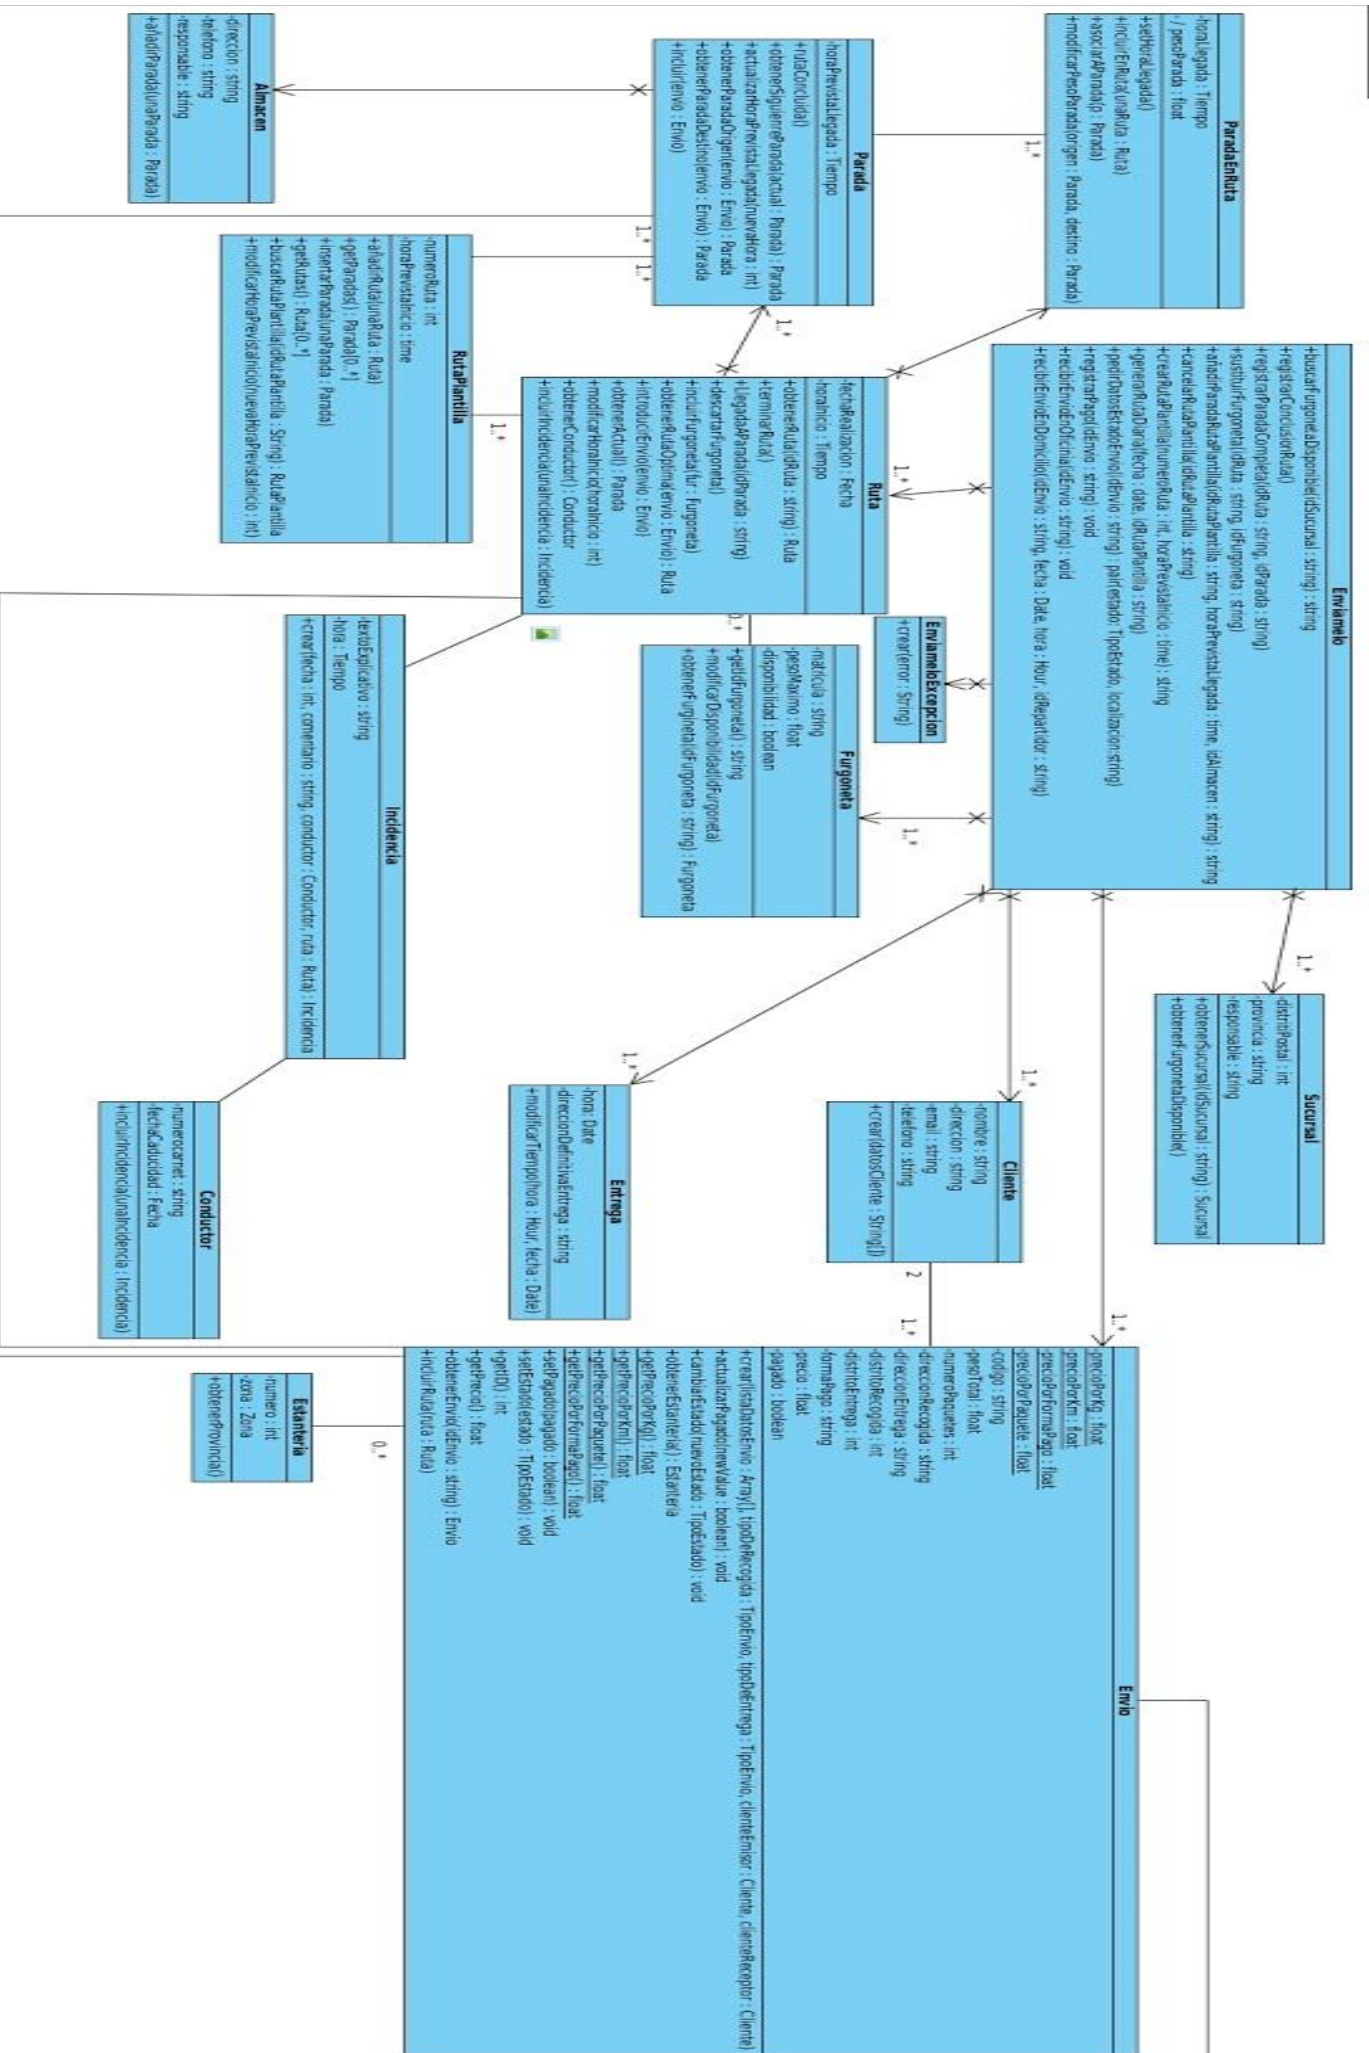 ParadaEnRuta
-horaLlegada : Tiempo
-/ pesoParada : float
+setHoraLlegada()
+incluirEnRuta(unaRuta : Ruta)
+asociarAParada(p : Parada)
+modificarPesoParada(origen : Parada, destino : Parada)
1..*
Parada
-horaPrevistaLlegada : Tiempo
+rutaConcluida()
+obtenerSiguienreParada(actual : Parada) : Parada
+actualizarHoraPrevistaLlegada(nuevaHora : int)
+obtenerParadaOrigen(envio : Envio) : Parada
+obtenerParadaDestino(envio : Envio) : Parada
+incluir(envio : Envio)
1..*
1..*
1..*
Almacen
-direccion : string
-telefono : string
-responsable : string
+añadirParada(unaParada : Parada)
Enviamelo
+buscarFurgonetaDisponible(idSucursal : string) : string
+registrarConclusionRuta()
+registrarParadaCompleta(idRuta : string, idParada : string)
+sustituirFurgoneta(idRuta : string, idFurgoneta : string)
+añadirParadaRutaPlantilla(idRutaPlantilla : string, horaPrevistaLlegada : time, idAlmacen : string) : string
+cancelarRutaPlantilla(idRutaPlantilla : string)
+crearRutaPlantilla(numeroRuta : int, horaPrevistaInicio : time) : string
+generarRutaDiaria(fecha : date, idRutaPlantilla : string)
+pedirDatosEstadoEnvio(idEnvio : string) : pair(estado: TipoEstado, localizacion:string)
+registrarPago(idEnvio : string) : void
+recibirEnvioEnOficinia(idEnvio : string) : void
+recibirEnvioEnDomicilio(idEnvio : string, fecha : Date, hora : Hour, idRepartidor : string)
1..*
Ruta
-fechaRealizacion : Fecha
-horaInicio : Tiempo
+obtenerRuta(idRuta : string) : Ruta
+terminarRuta()
+LlegadaAParada(idParada : string)
+descartarFurgoneta()
+incluirFurgoneta(fur : Furgoneta)
+obtenerRutaOptima(envio : Envio) : Ruta
+introducirEnvio(envio : Envio)
+obtenerActual() : Parada
+modificarHoraInicio(horaInicio : int)
+obtenerConductor() : Conductor
+incluirIncidencia(unaIncidencia : Incidencia)
1..*
RutaPlantilla
-numeroRuta : int
-horaPrevistaInicio : time
+añadirRuta(unaRuta : Ruta)
+getParadas() : Parada[0..*]
+insertarParada(unaParada : Parada)
+getRutas() : Ruta[0..*]
+buscarRutaPlantilla(idRutaPlantilla : String) : RutaPlantilla
+modificarHoraPrevistaInicio(nuevaHoraPrevistaInicio : int)
EnviameloExcepcion
+crear(error : String)
0..*
1..*
Furgoneta
-matricula : string
-pesoMaximo : float
-disponibilidad : boolean
+getIdFurgoneta() : string
+modificarDisponibilidad(idFurgoneta)
+obtenerFurgineta(idFurgoneta : string) : Furgoneta
Incidencia
-textoExplicativo : string
-hora : Tiempo
+crear(fecha : int, comentario : string, conductor : Conductor, ruta : Ruta) : Incidencia
1..*
Sucursal
-distritiPostal : int
-provincia : string
-responsable : string
+obtenerSucursal(idSucursal : string) : Sucursal
+obtenerFurgonetaDisponible()
1..*
Cliente
-nombre : string
-direccion : string
-email : string
-telefono : string
+crear(datosCliente : String[])
2
1..*
1..*
Entrega
-hora: Date
-direccionDefinitivaEntrega : string
+modificarTiempo(hora : Hour, fecha : Date)
Conductor
-numerocarnet : string
-fechaCaducidad : Fecha
+incluirIncidencia(unaIncidencia : Incidencia)
1..*
Envio
-precioPorKg : float
-precioPorKm : float
-precioPorFormaPago : float
-precioPorPaquete : float
-codigo : string
-pesoTotal : float
-numeroPaquetes : int
-direccionRecogida : string
-direccionEntrega : string
-distritoRecogida : int
-distritoEntrega : int
-formaPago : string
-precio : float
-pagado : boolean
+crear(listaDatosEnvio : Array[], tipoDeRecogida : TipoEnvio, tipoDeEntrega : TipoEnvio, clienteEmisor : Cliente, clienteReceptor : Cliente)
+actualizarPagado(newValue : boolean) : void
+cambiarEstado(nuevoEstado : TipoEstado) : void
+obtenerEstanteria() : Estanteria
+getPrecioPorKg() : float
+getPrecioPorKm() : float
+getPrecioPorPaquete() : float
+getPrecioPorFormaPago() : float
+setPagado(pagado : boolean) : void
+setEstado(estado : TipoEstado) : void
+getID() : int
+getPrecio() : float
+obtenerEnvio(idEnvio : string) : Envio
+incluirRuta(ruta : Ruta)
0..*
Estanteria
-numero : int
-zona : Zona
+obtenerProvincia()